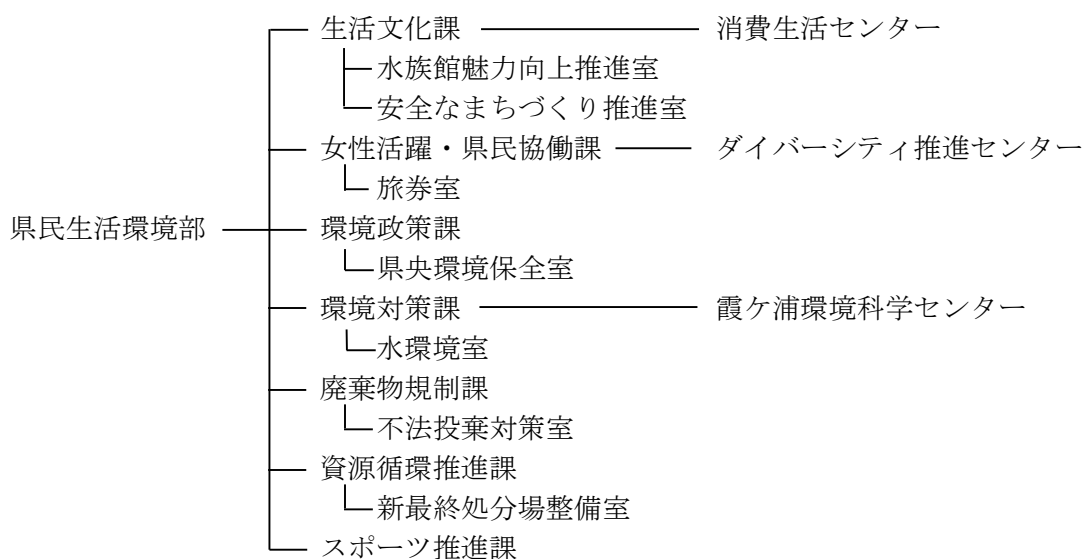 生活文化課 消費生活センター
水族館魅力向上推進室
安全なまちづくり推進室
女性活躍・県民協働課 ダイバーシティ推進センター
旅券室
県民生活環境部 環境政策課
県央環境保全室
環境対策課 霞ケ浦環境科学センター
水環境室
廃棄物規制課
不法投棄対策室
資源循環推進課
新最終処分場整備室
スポーツ推進課